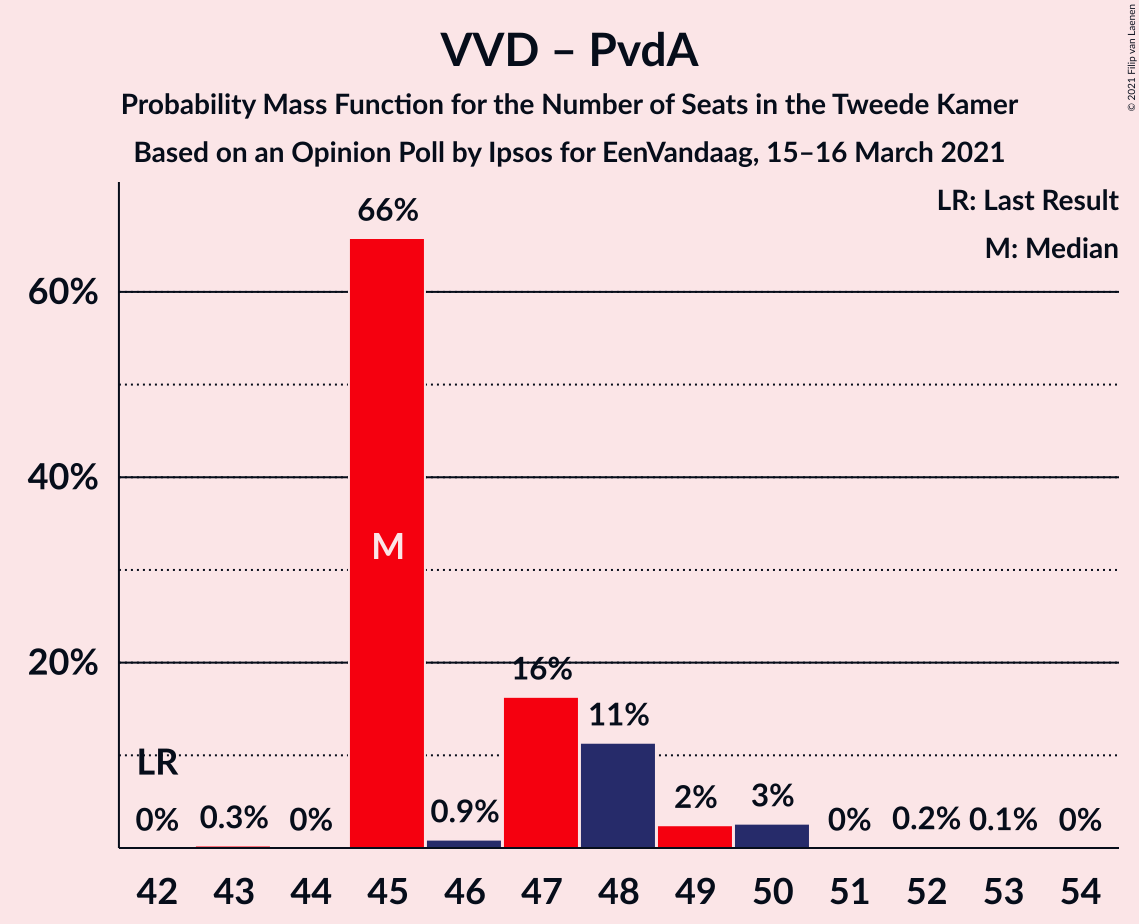 VVD – PvdA
Probability Mass Function for the Number of Seats in the Tweede Kamer
Based on an Opinion Poll by Ipsos for EenVandaag, 15–16 March 2021
© 2021 Filip van Laenen
LR: Last Result
M: Median
66%
60%
40%
M
20%
16%
11%
LR
0% 0.3% 0% 0.9% 2% 3% 0% 0.2% 0.1% 0%
42 43 44 45 46 47 48 49 50 51 52 53 54